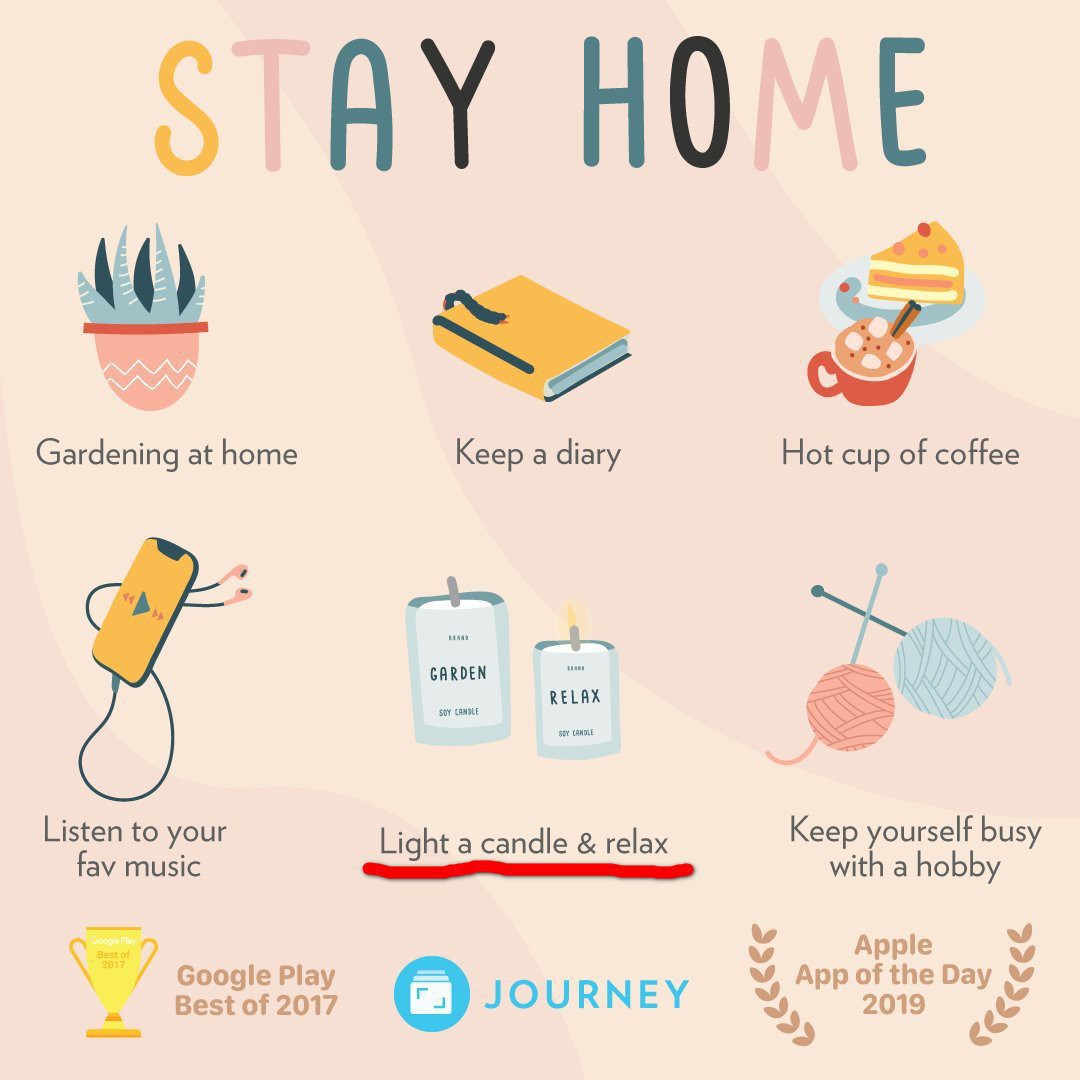 STAY HOME
Gardening at home
Keep a diary
Hot cup of coffee
BRAND
GARDEN
SOY CANDLE
BRAND
RELAX
SOY CANDLE
Listen to your
fav music
Light a candle & relax
Keep yourself busy
with a hobby
Google Play
Best of
2017
Google Play
Best of 2017
JOURNEY
Apple
App of the Day
2019